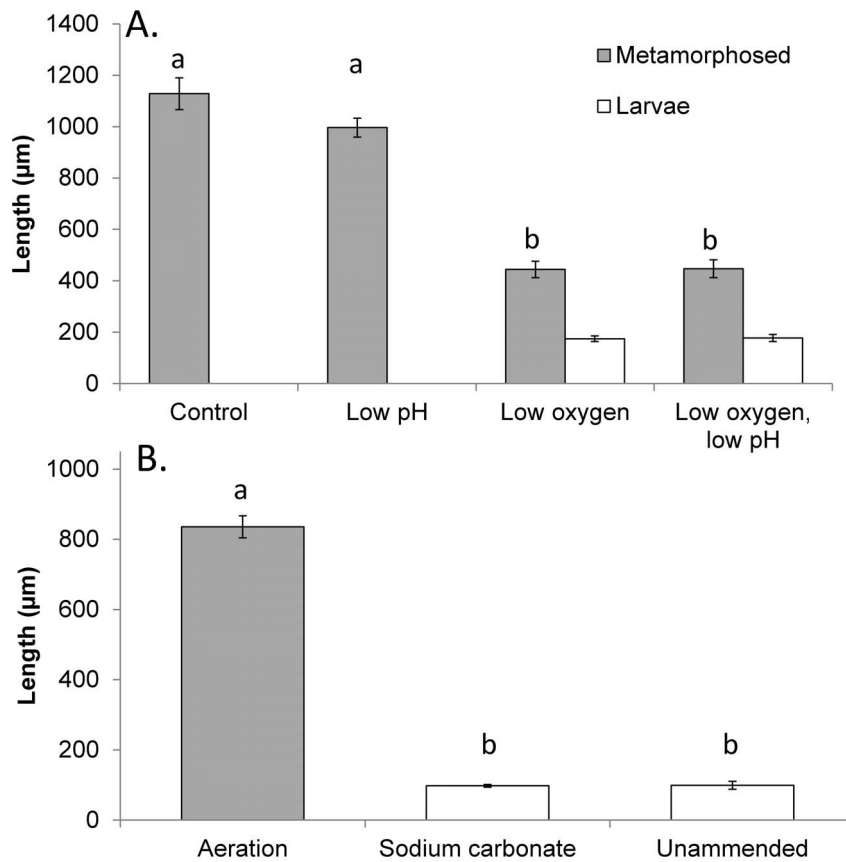 A.
1400
1200
1000
800
600
400
200
0
Length (µm)
a
a
b
b
Metamorphosed
Larvae
Control
Low pH
Low oxygen
Low oxygen,
low pH
B.
1000
800
600
400
200
0
Length (µm)
a
b
b
Aeration
Sodium carbonate
Unammended